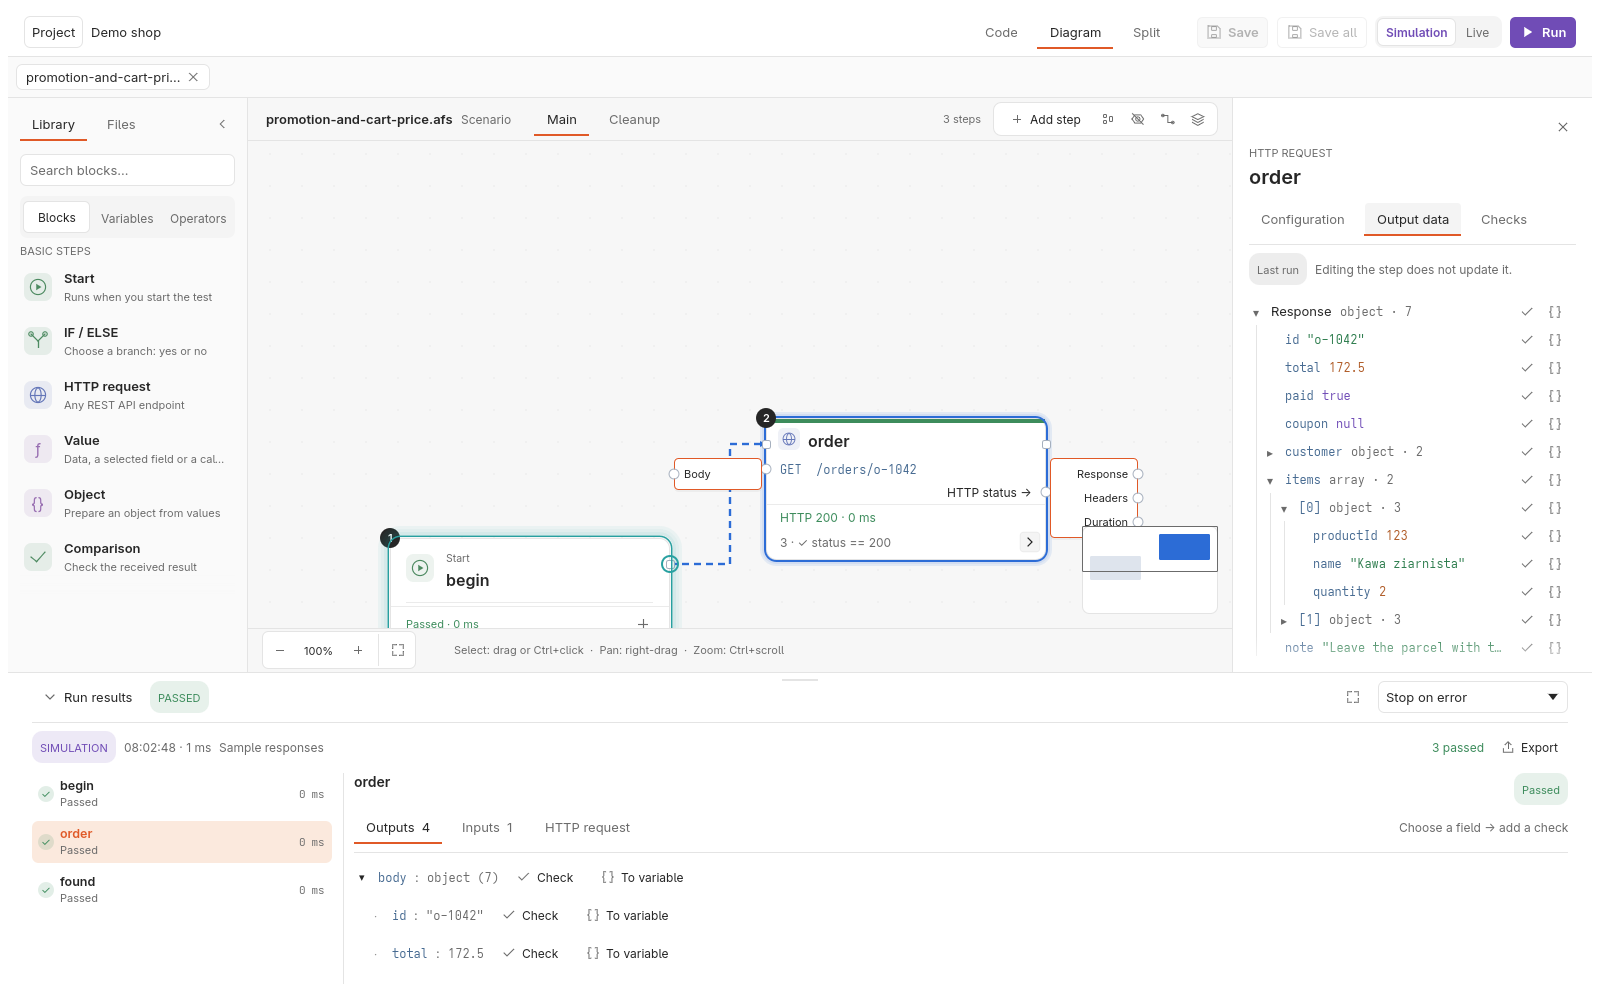 Project Demo shop Code Diagram Split Save Save all Simulation Live Run
promotion-and-cart-pri...
Library Files
Search blocks...
Blocks Variables Operators
BASIC STEPS
Start
Runs when you start the test
IF / ELSE
Choose a branch: yes or no
HTTP request
Any REST API endpoint
Value
Data, a selected field or a cal...
Object
Prepare an object from values
Comparison
Check the received result
promotion-and-cart-price.afs Scenario Main Cleanup 3 steps Add step
1
Start
begin
Passed · 0 ms
Body
2
order
GET /orders/o-1042
HTTP status →
HTTP 200 · 0 ms
3 · ✓ status == 200
Response
Headers
Duration
100%
Select: drag or Ctrl+click · Pan: right-drag · Zoom: Ctrl+scroll
HTTP REQUEST
order
Configuration Output data Checks
Last run Editing the step does not update it.
Response object · 7 {}
id "o-1042" {}
total 172.5 {}
paid true {}
coupon null {}
customer object · 2 {}
items array · 2 {}
[0] object · 3 {}
productId 123 {}
name "Kawa ziarnista" {}
quantity 2 {}
[1] object · 3 {}
note "Leave the parcel with t… {}
Run results PASSED Stop on error
SIMULATION 08:02:48 · 1 ms Sample responses 3 passed Export
begin
Passed 0 ms
order
Passed 0 ms
found
Passed 0 ms
order Passed
Outputs 4 Inputs 1 HTTP request Choose a field → add a check
body : object (7) Check {} To variable
· id : "o-1042" Check {} To variable
· total : 172.5 Check {} To variable